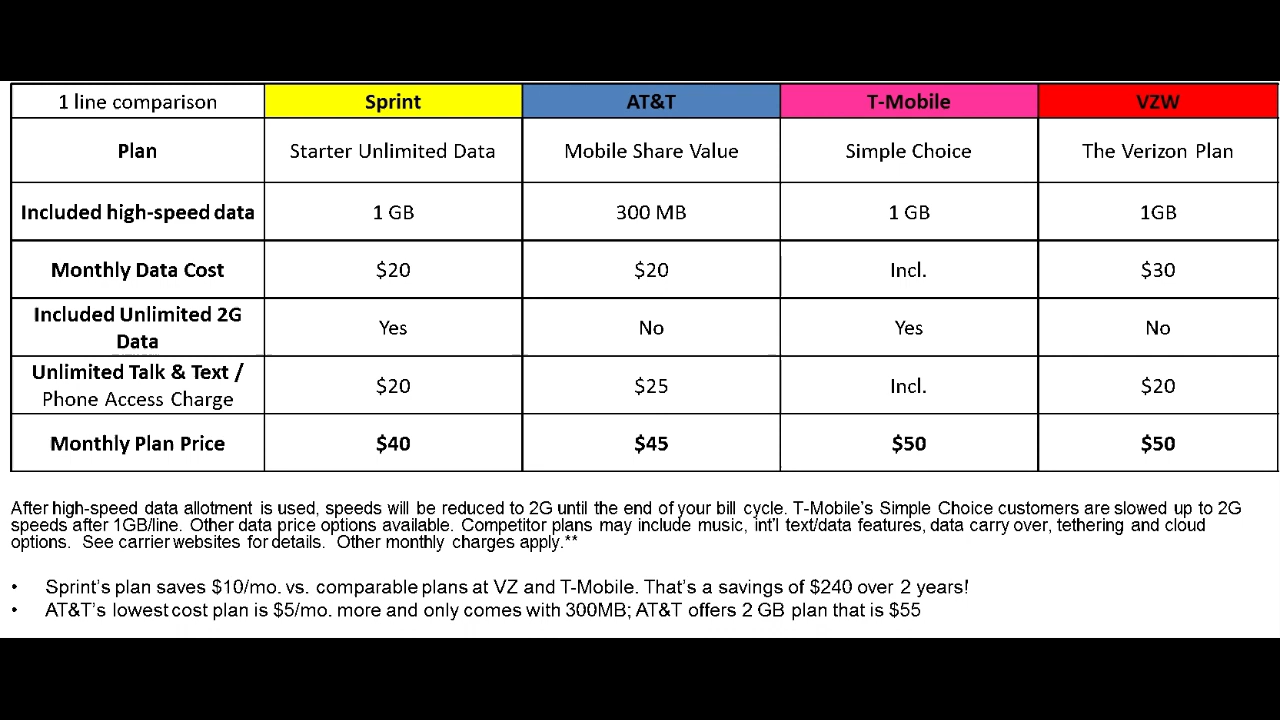 1 line comparison Sprint AT&T T-Mobile VZW
Plan Starter Unlimited Data Mobile Share Value Simple Choice The Verizon Plan
Included high-speed data 1 GB 300 MB 1 GB 1GB
Monthly Data Cost $20 $20 Incl. $30
Included Unlimited 2G
Data Yes No Yes No
Unlimited Talk & Text /
Phone Access Charge $20 $25 Incl. $20
Monthly Plan Price $40 $45 $50 $50
After high-speed data allotment is used, speeds will be reduced to 2G until the end of your bill cycle. T-Mobile's Simple Choice customers are slowed up to 2G
speeds after 1GB/line. Other data price options available. Competitor plans may include music, int'l text/data features, data carry over, tethering and cloud
options. See carrier websites for details. Other monthly charges apply.**
• Sprint's plan saves $10/mo. vs. comparable plans at VZ and T-Mobile. That's a savings of $240 over 2 years!
• AT&T's lowest cost plan is $5/mo. more and only comes with 300MB; AT&T offers 2 GB plan that is $55